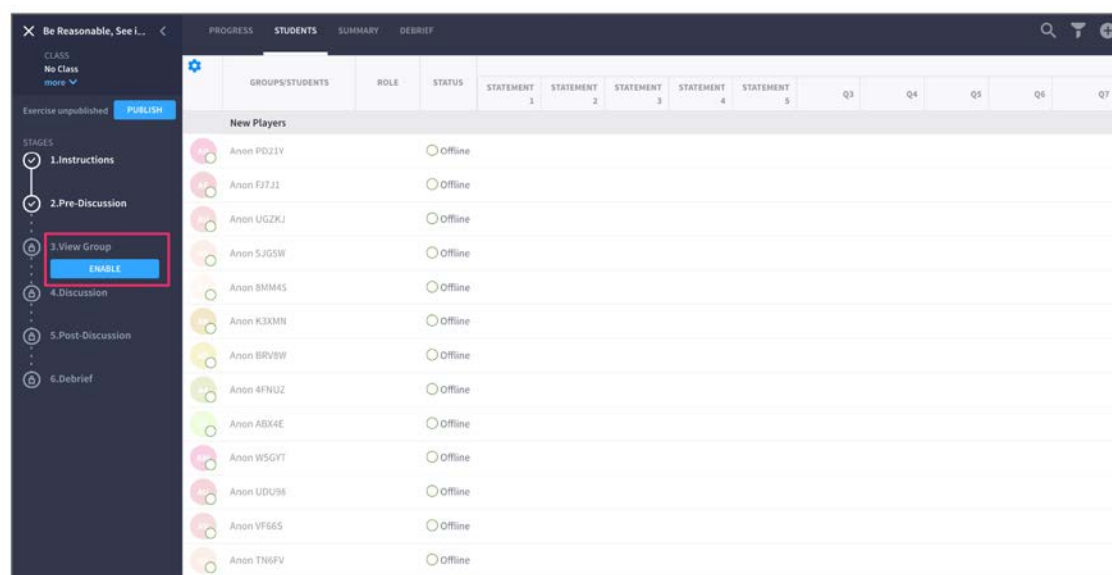 Be Reasonable, See i...
PROGRESS STUDENTS SUMMARY DEBRIEF
CLASS
No Class
more
Exercise unpublished PUBLISH
STAGES
1.Instructions
2.Pre-Discussion
3.View Group
ENABLE
4.Discussion
5.Post-Discussion
6.Debrief
GROUPS/STUDENTS ROLE STATUS STATEMENT 1 STATEMENT 2 STATEMENT 3 STATEMENT 4 STATEMENT 5 Q3 Q4 Q5 Q6 Q7
New Players
Anon PD21Y Offline
Anon FJ7J1 Offline
Anon UGZKJ Offline
Anon SJG5W Offline
Anon 8MM4S Offline
Anon K3XMN Offline
Anon BRV8W Offline
Anon 4FNUZ Offline
Anon ABX4E Offline
Anon W5GYT Offline
Anon UDU96 Offline
Anon VF66S Offline
Anon TN6FV Offline